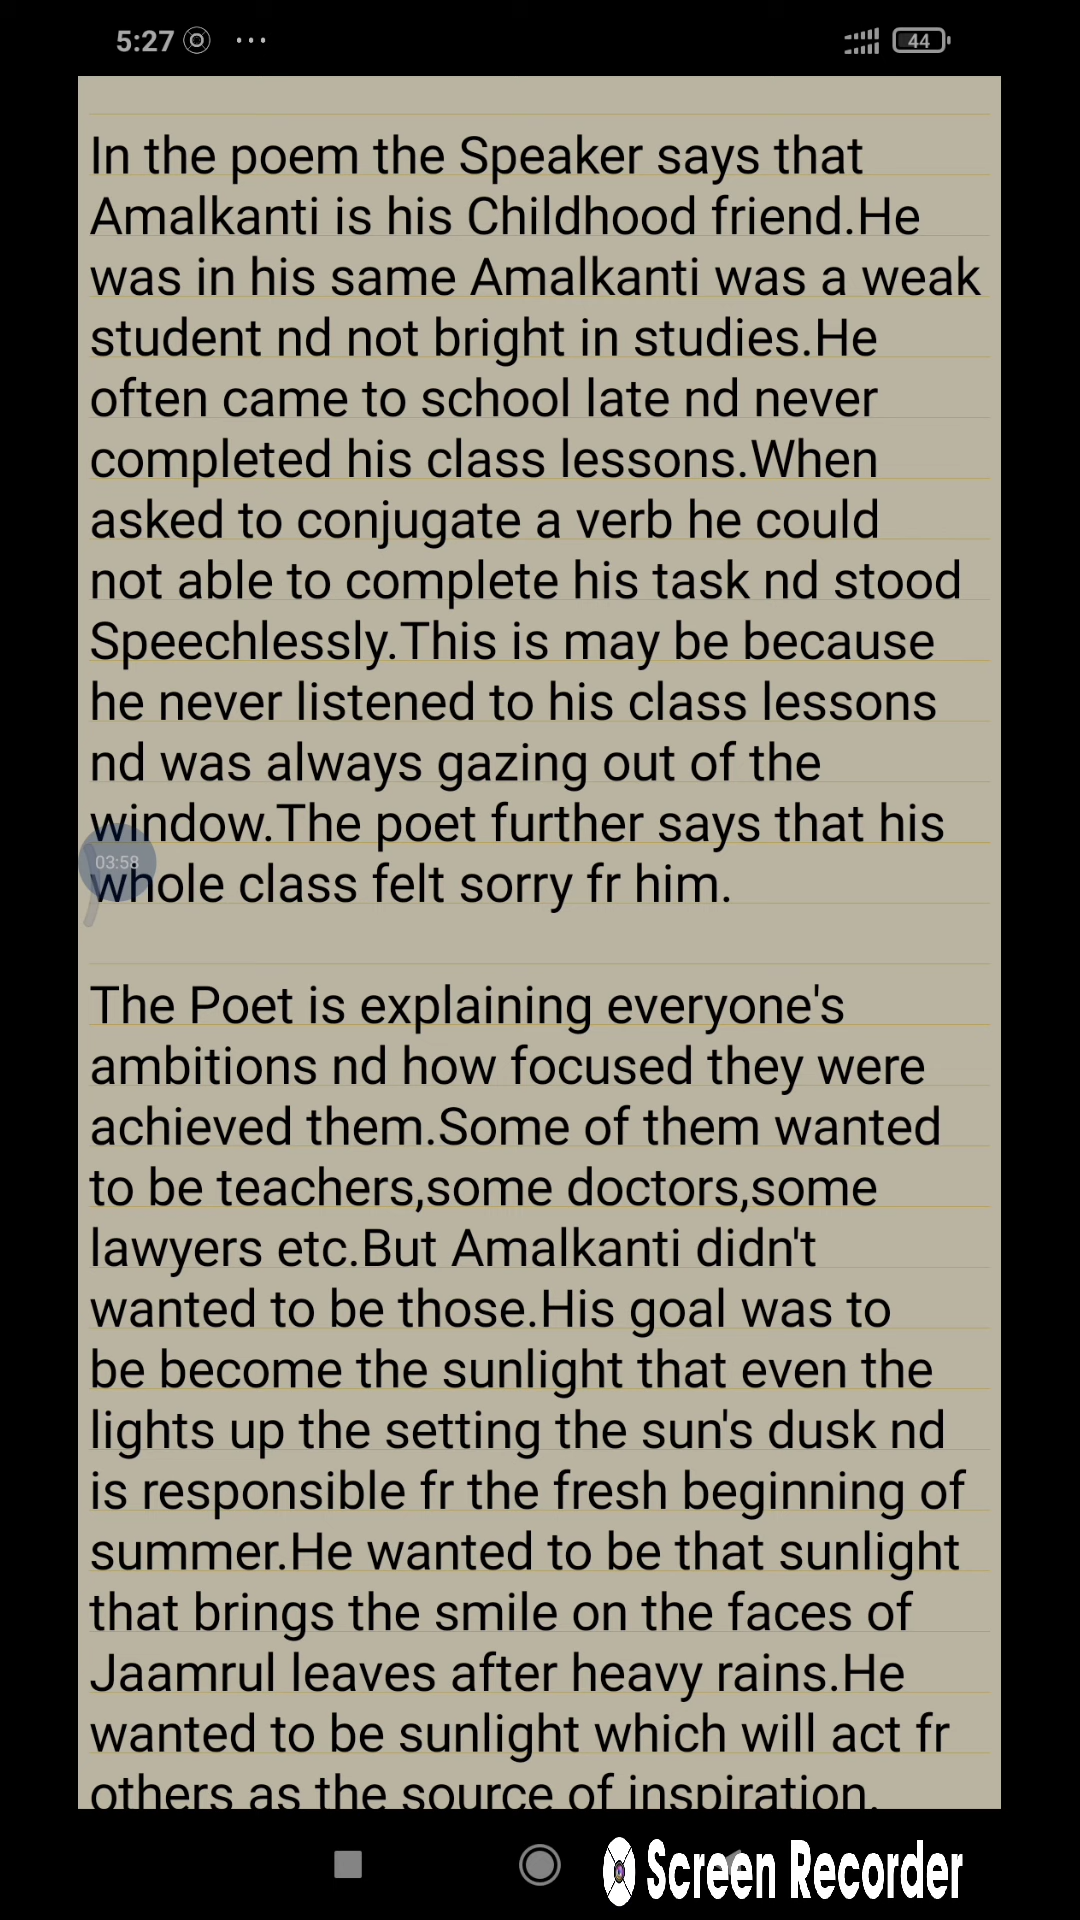 5:27
44
In the poem the Speaker says that
Amalkanti is his Childhood friend.He
was in his same Amalkanti was a weak
student nd not bright in studies.He
often came to school late nd never
completed his class lessons.When
asked to conjugate a verb he could
not able to complete his task nd stood
Speechlessly.This is may be because
he never listened to his class lessons
nd was always gazing out of the
window.The poet further says that his
03:58
whole class felt sorry fr him.
The Poet is explaining everyone's
ambitions nd how focused they were
achieved them.Some of them wanted
to be teachers,some doctors,some
lawyers etc.But Amalkanti didn't
wanted to be those.His goal was to
be become the sunlight that even the
lights up the setting the sun's dusk nd
is responsible fr the fresh beginning of
summer.He wanted to be that sunlight
that brings the smile on the faces of
Jaamrul leaves after heavy rains.He
wanted to be sunlight which will act fr
others as the source of inspiration.
Screen Recorder